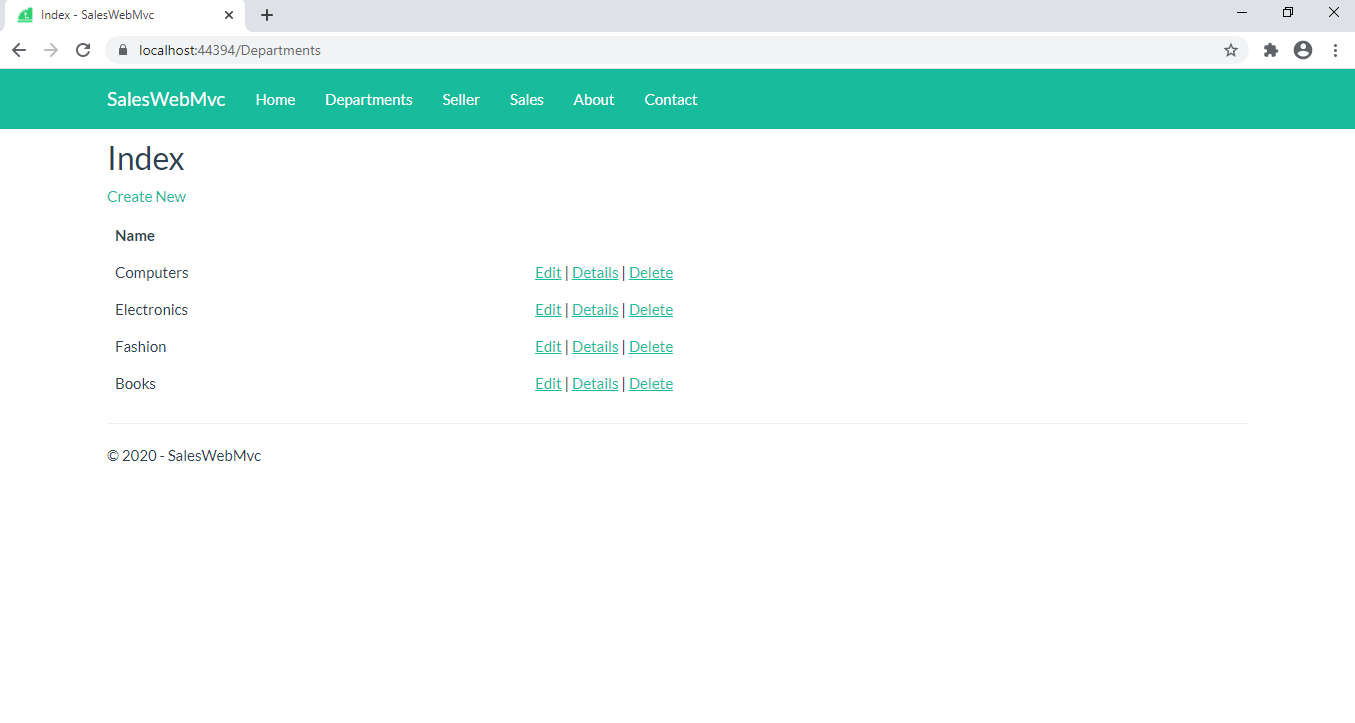 Index - SalesWebMvc
localhost:44394/Departments
SalesWebMvc Home Departments Seller Sales About Contact
Index
Create New
Name
Computers Edit | Details | Delete
Electronics Edit | Details | Delete
Fashion Edit | Details | Delete
Books Edit | Details | Delete
© 2020 - SalesWebMvc